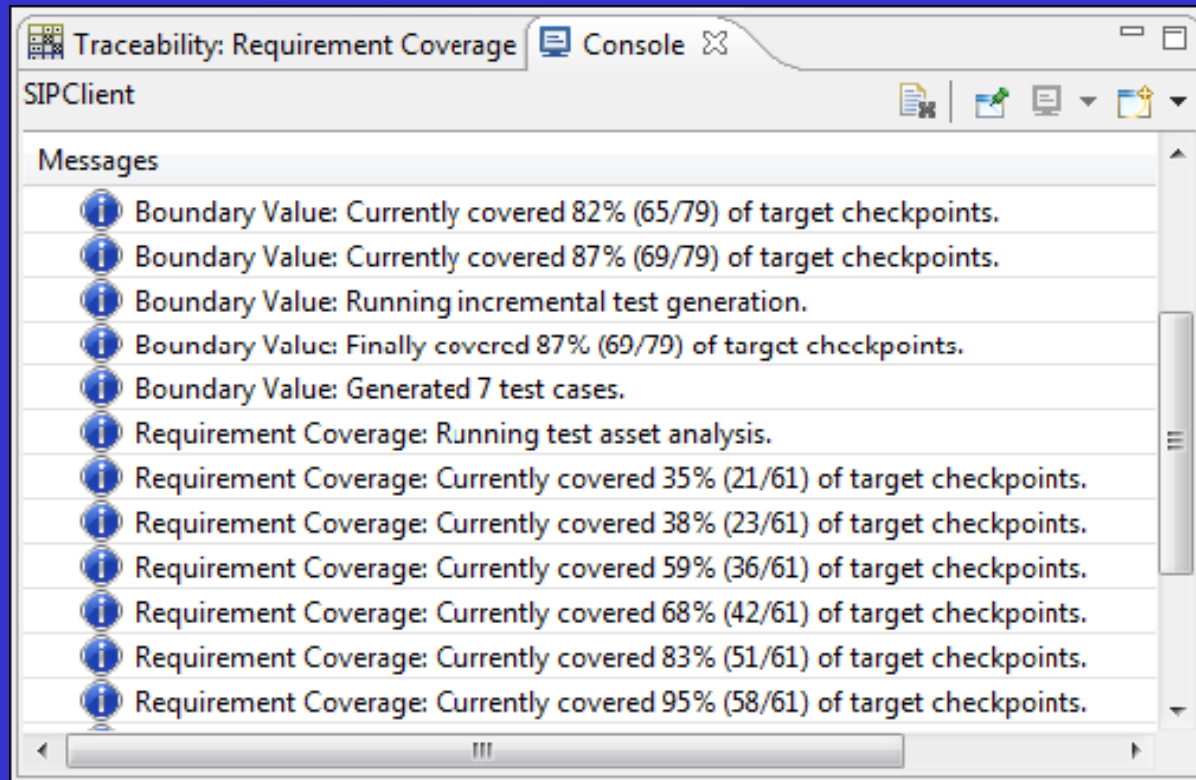 Traceability: Requirement Coverage Console
SIPClient
Messages
Boundary Value: Currently covered 82% (65/79) of target checkpoints.
Boundary Value: Currently covered 87% (69/79) of target checkpoints.
Boundary Value: Running incremental test generation.
Boundary Value: Finally covered 87% (69/79) of target checkpoints.
Boundary Value: Generated 7 test cases.
Requirement Coverage: Running test asset analysis.
Requirement Coverage: Currently covered 35% (21/61) of target checkpoints.
Requirement Coverage: Currently covered 38% (23/61) of target checkpoints.
Requirement Coverage: Currently covered 59% (36/61) of target checkpoints.
Requirement Coverage: Currently covered 68% (42/61) of target checkpoints.
Requirement Coverage: Currently covered 83% (51/61) of target checkpoints.
Requirement Coverage: Currently covered 95% (58/61) of target checkpoints.